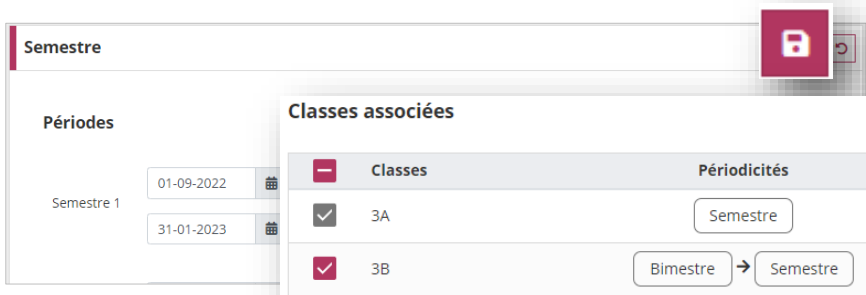 Semestre
Périodes
Semestre 1
01-09-2022
31-01-2023
Classes associées
Classes Périodicités
3A Semestre
3B Bimestre → Semestre